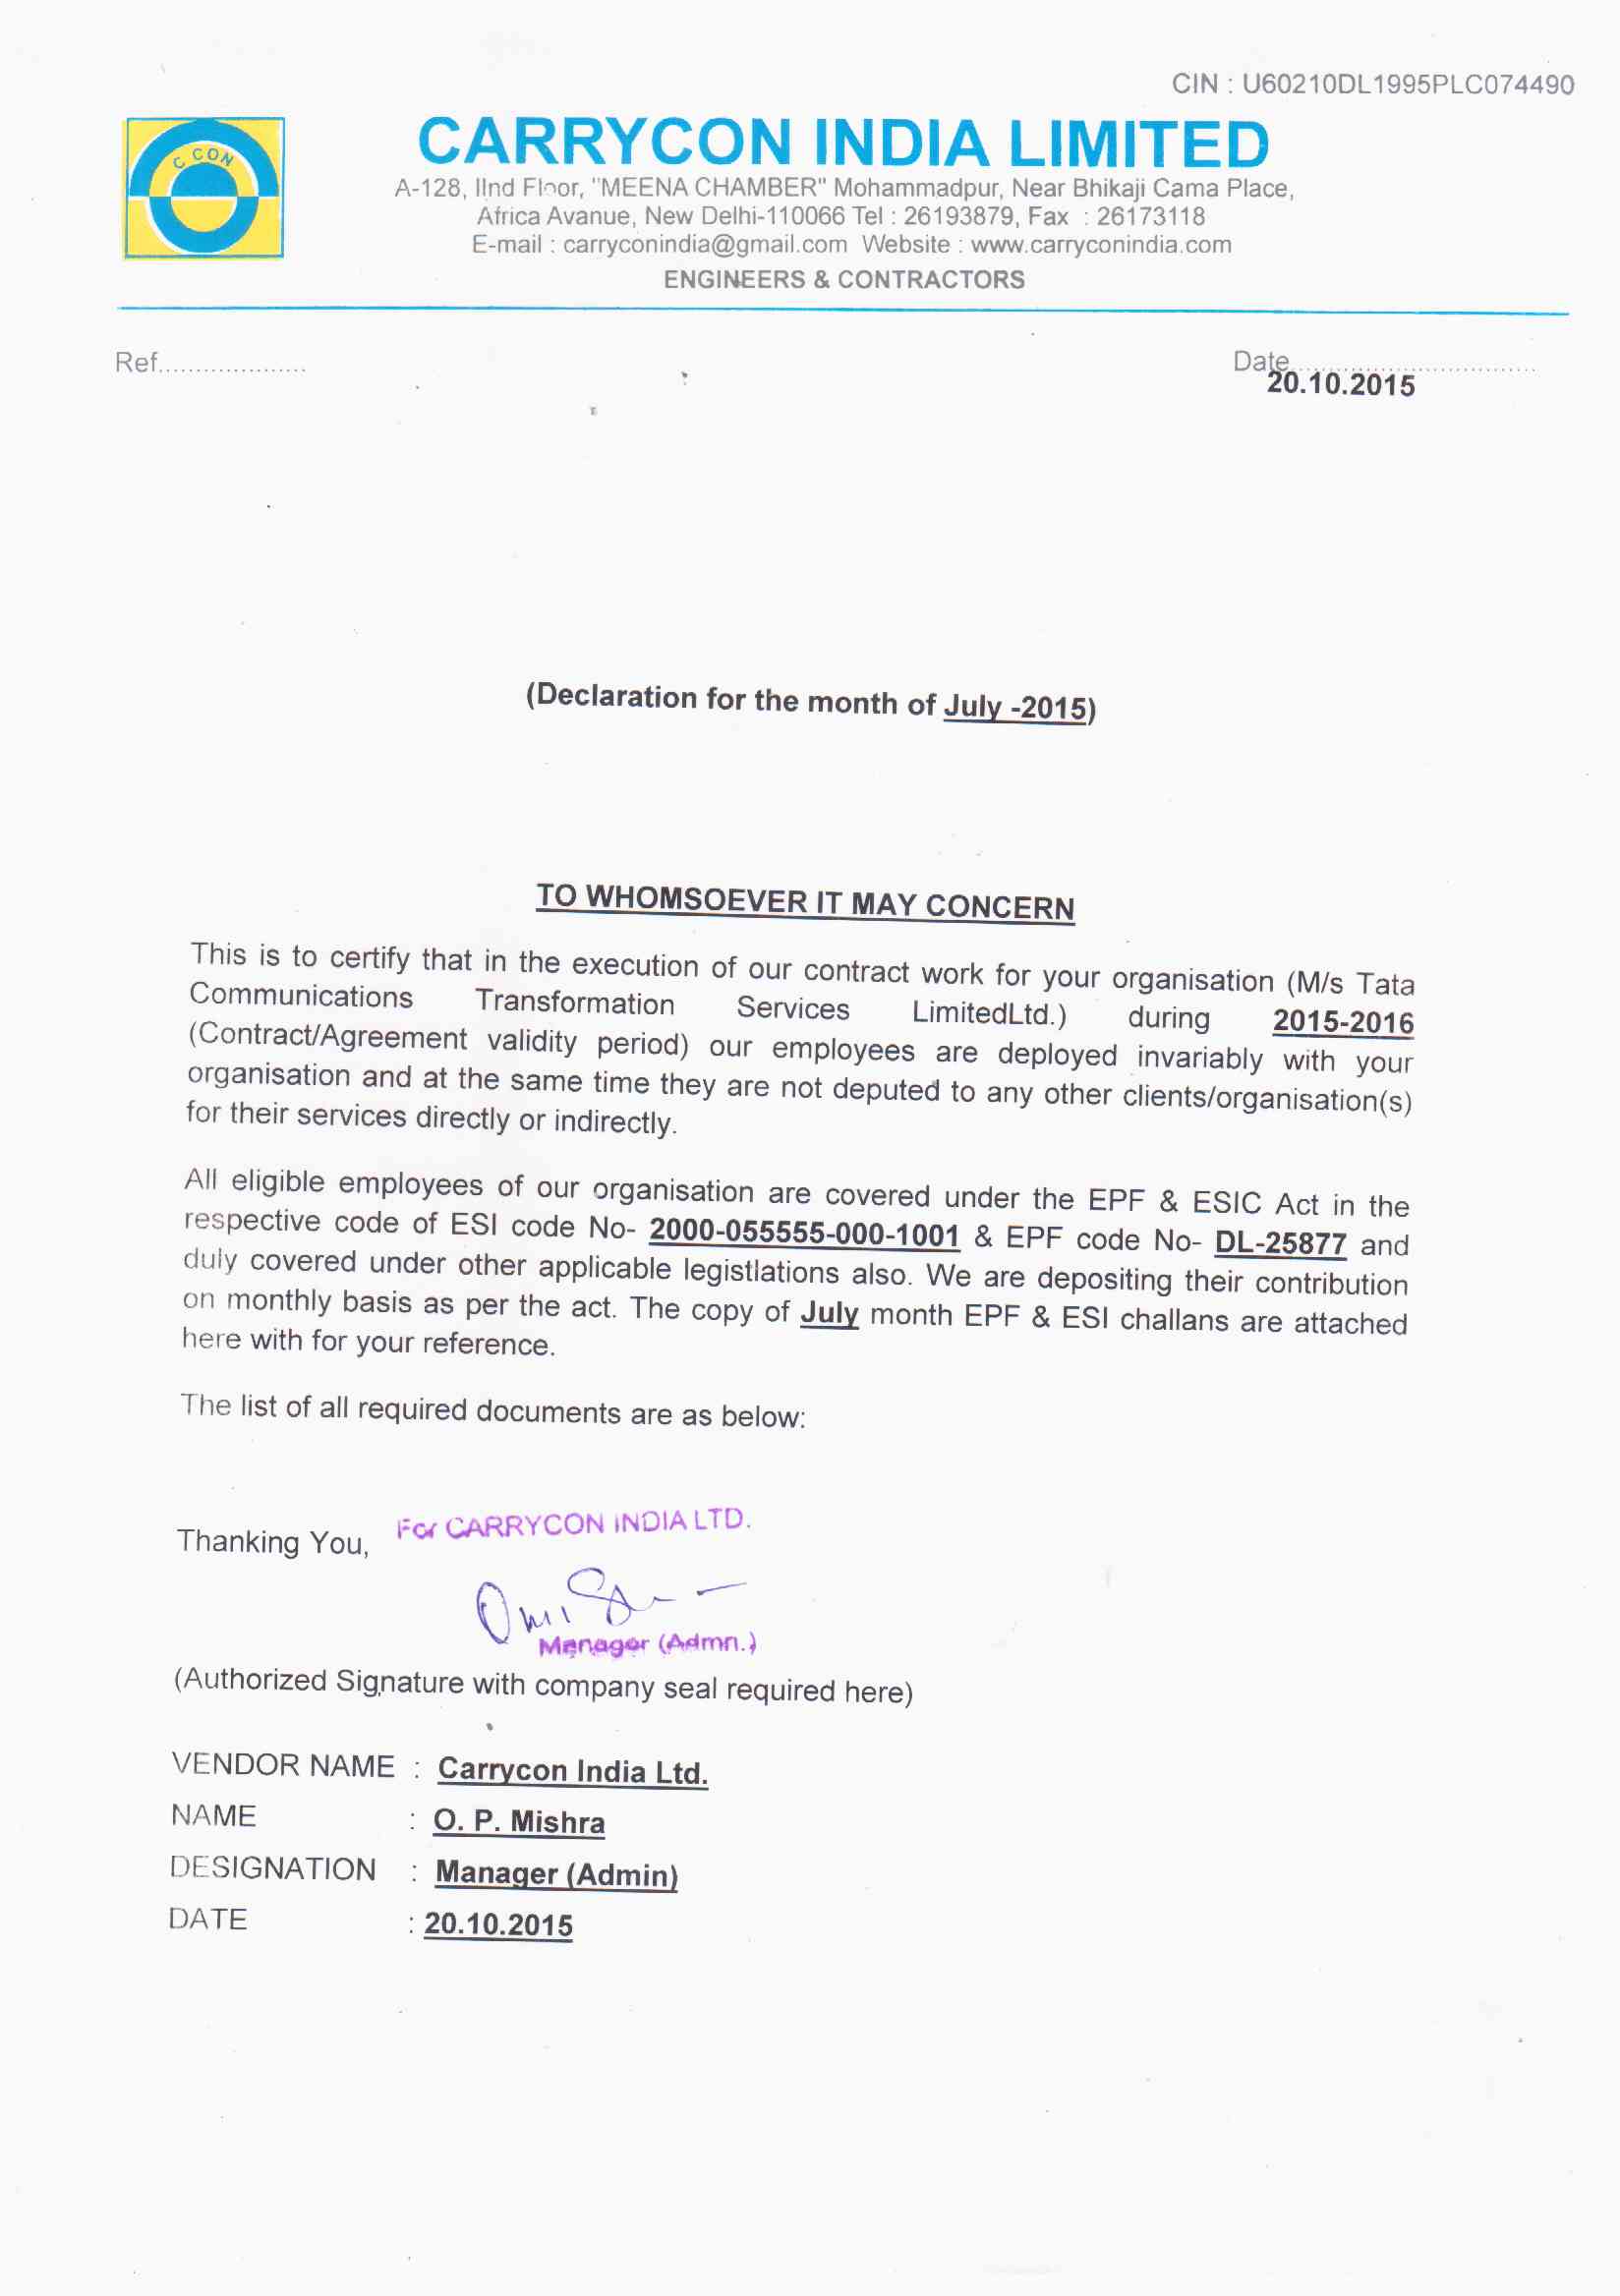 CIN : U60210DL1995PLC074490
C CON
CARRYCON INDIA LIMITED
A-128, IInd Floor, "MEENA CHAMBER" Mohammadpur, Near Bhikaji Cama Place,
Africa Avanue, New Delhi-110066 Tel : 26193879, Fax : 26173118
E-mail : carryconindia@gmail.com Website : www.carryconindia.com
ENGINEERS & CONTRACTORS
Ref.................... Date.................................
20.10.2015
(Declaration for the month of July -2015)
TO WHOMSOEVER IT MAY CONCERN
This is to certify that in the execution of our contract work for your organisation (M/s Tata
Communications Transformation Services LimitedLtd.) during 2015-2016
(Contract/Agreement validity period) our employees are deployed invariably with your
organisation and at the same time they are not deputed to any other clients/organisation(s)
for their services directly or indirectly.
All eligible employees of our organisation are covered under the EPF & ESIC Act in the
respective code of ESI code No- 2000-055555-000-1001 & EPF code No- DL-25877 and
duly covered under other applicable legistlations also. We are depositing their contribution
on monthly basis as per the act. The copy of July month EPF & ESI challans are attached
here with for your reference.
The list of all required documents are as below:
Thanking You,
For CARRYCON INDIA LTD.
Manager (Admn.)
(Authorized Signature with company seal required here)
VENDOR NAME : Carrycon India Ltd.
NAME : O. P. Mishra
DESIGNATION : Manager (Admin)
DATE : 20.10.2015